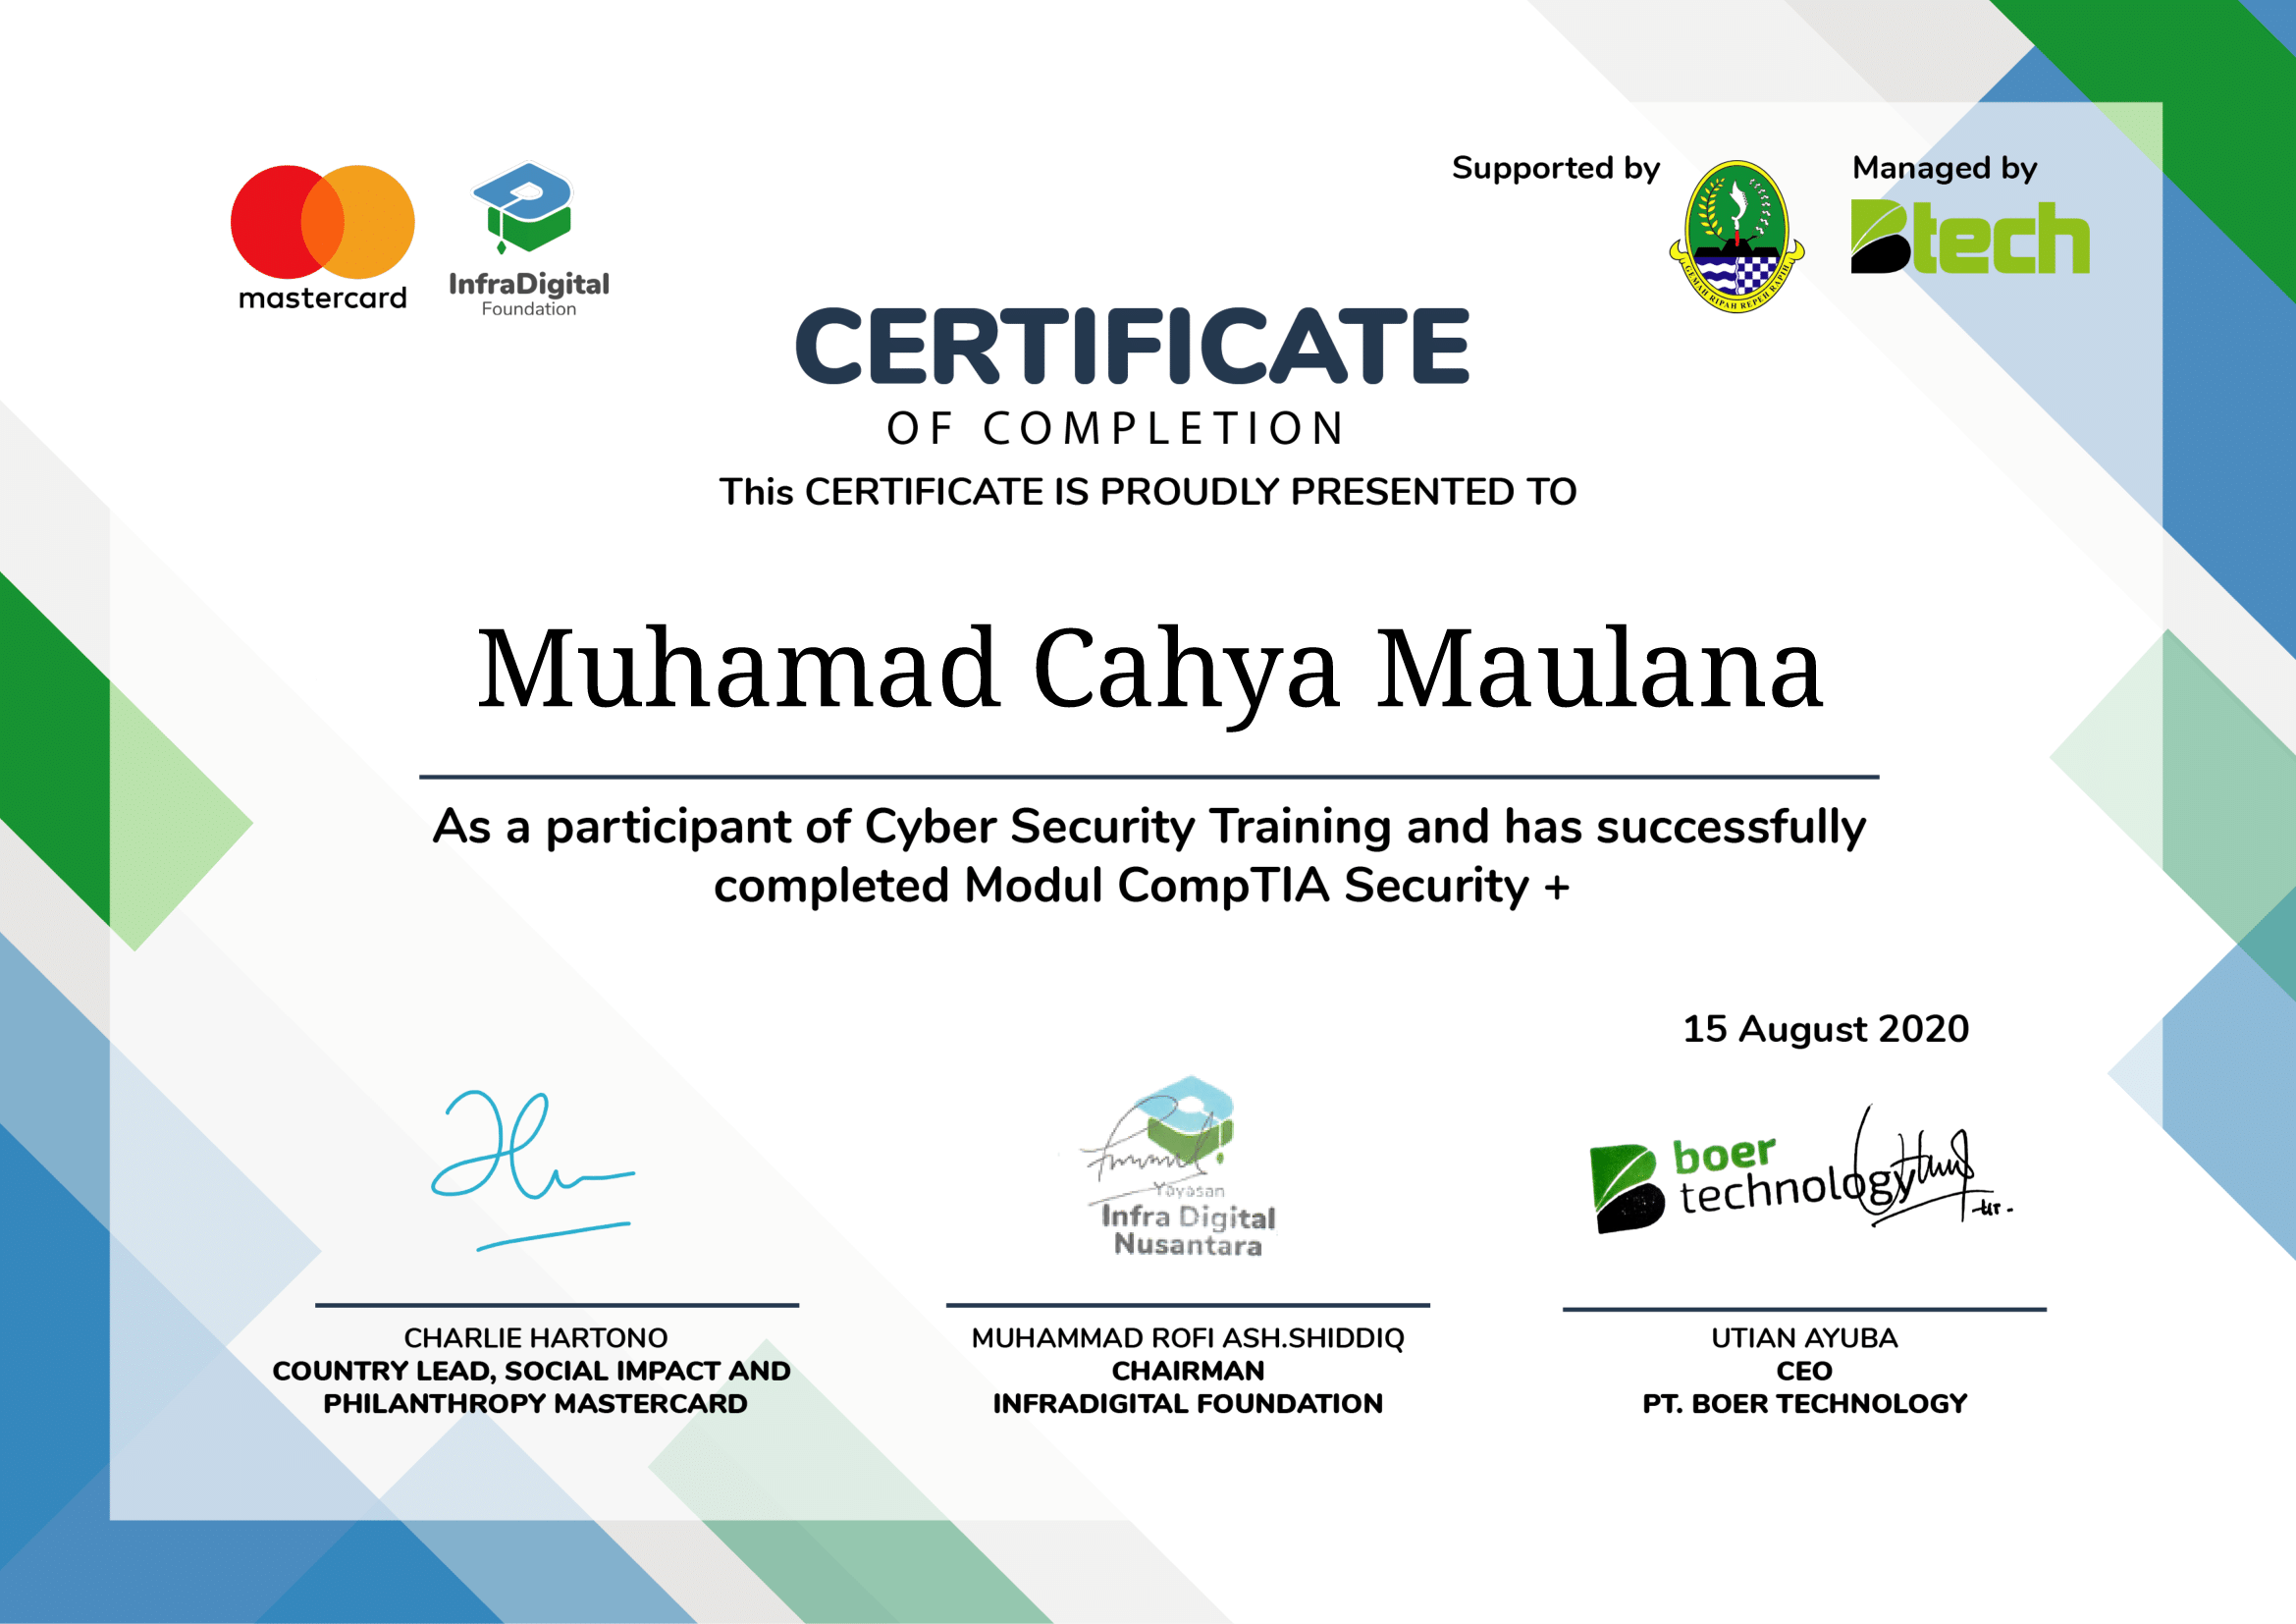 mastercard
InfraDigital
Foundation
Supported by
GEMAH RIPAH REPEH RAPIH
Managed by
Btech
CERTIFICATE
OF COMPLETION
This CERTIFICATE IS PROUDLY PRESENTED TO
Muhamad Cahya Maulana
As a participant of Cyber Security Training and has successfully
completed Modul CompTIA Security +
15 August 2020
Yayasan
Infra Digital
Nusantara
boer
technology
CHARLIE HARTONO
COUNTRY LEAD, SOCIAL IMPACT AND
PHILANTHROPY MASTERCARD
MUHAMMAD ROFI ASH.SHIDDIQ
CHAIRMAN
INFRADIGITAL FOUNDATION
UTIAN AYUBA
CEO
PT. BOER TECHNOLOGY